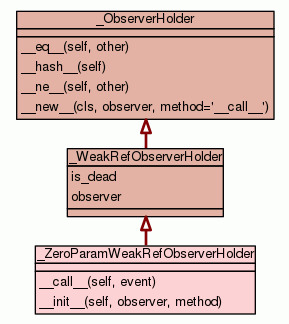 _ObserverHolder
__eq__(self, other)
__hash__(self)
__ne__(self, other)
__new__(cls, observer, method='__call__')
_WeakRefObserverHolder
is_dead
observer
_ZeroParamWeakRefObserverHolder
__call__(self, event)
__init__(self, observer, method)